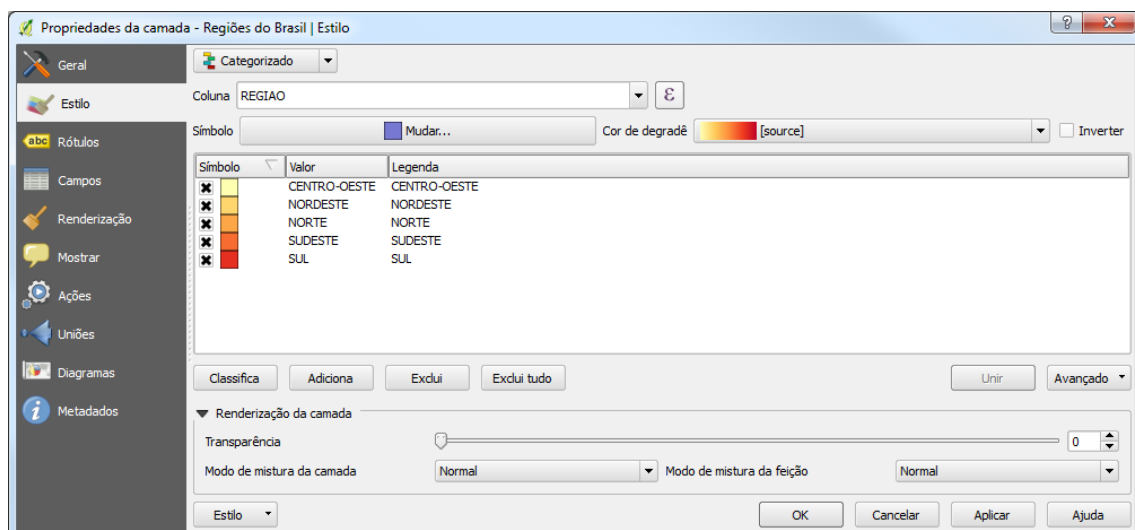 Propriedades da camada - Regiões do Brasil | Estilo
Geral
Estilo
abc Rótulos
Campos
Renderização
Mostrar
Ações
Uniões
Diagramas
Metadados
Categorizado
Coluna REGIAO ε
Símbolo Mudar... Cor de degradê [source] Inverter
Símbolo Valor Legenda
CENTRO-OESTE CENTRO-OESTE
NORDESTE NORDESTE
NORTE NORTE
SUDESTE SUDESTE
SUL SUL
Classifica Adiciona Exclui Exclui tudo Unir Avançado
Renderização da camada
Transparência 0
Modo de mistura da camada Normal Modo de mistura da feição Normal
Estilo OK Cancelar Aplicar Ajuda